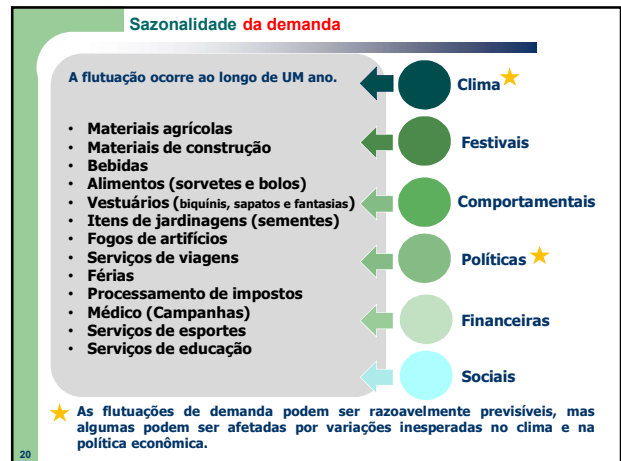 Sazonalidade da demanda
A flutuação ocorre ao longo de UM ano.
• Materiais agrícolas
• Materiais de construção
• Bebidas
• Alimentos (sorvetes e bolos)
• Vestuários (biquínis, sapatos e fantasias)
• Itens de jardinagens (sementes)
• Fogos de artifícios
• Serviços de viagens
• Férias
• Processamento de impostos
• Médico (Campanhas)
• Serviços de esportes
• Serviços de educação
Clima
Festivais
Comportamentais
Políticas
Financeiras
Sociais
As flutuações de demanda podem ser razoavelmente previsíveis, mas
algumas podem ser afetadas por variações inesperadas no clima e na
política econômica.
20